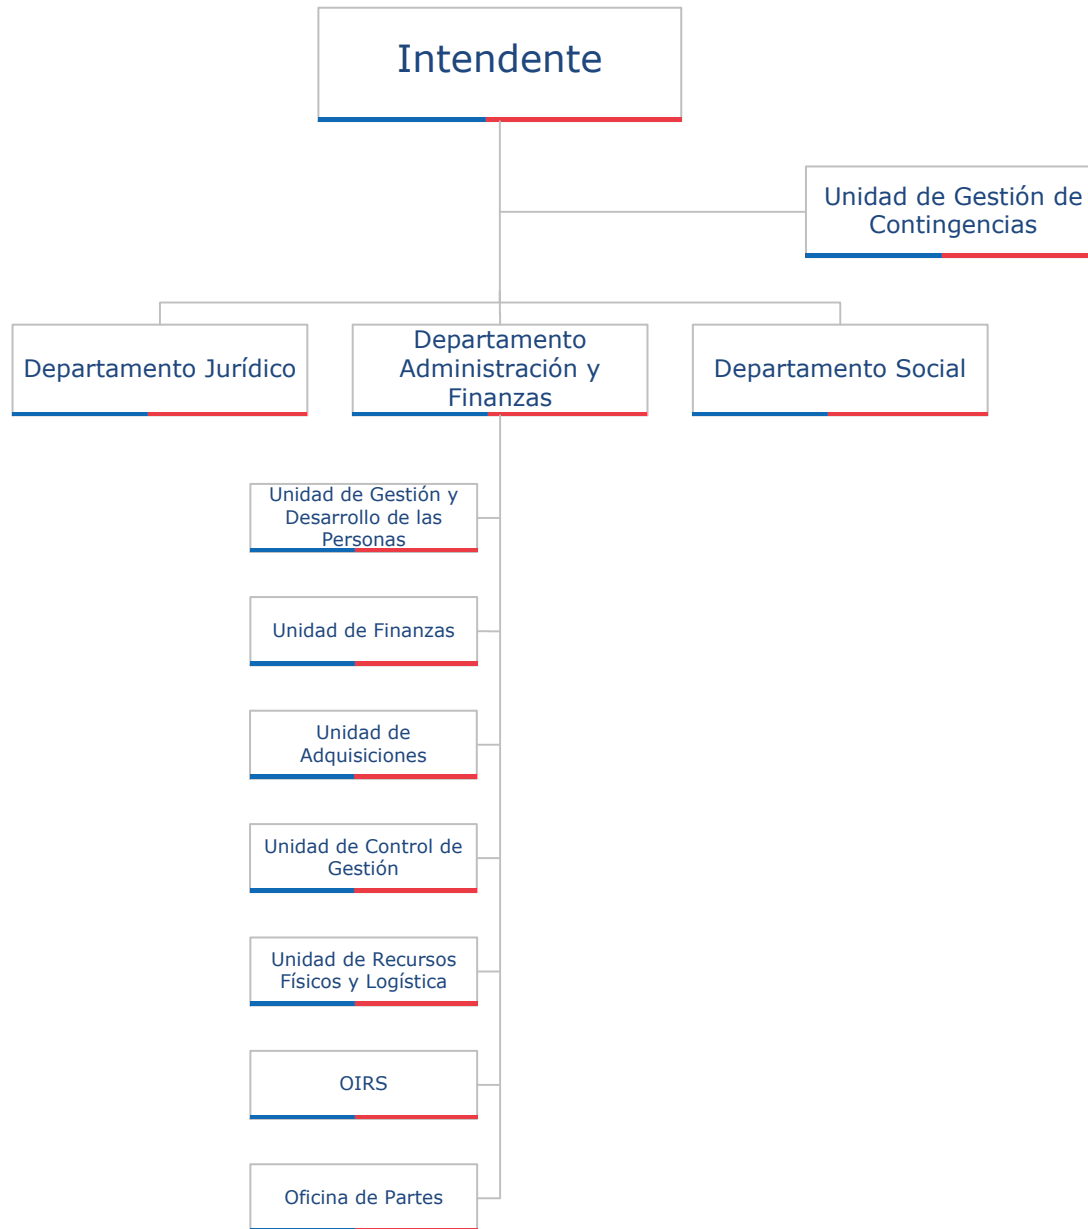 Intendente
Unidad de Gestión de
Contingencias
Departamento Jurídico
Departamento
Administración y
Finanzas
Departamento Social
Unidad de Gestión y
Desarrollo de las
Personas
Unidad de Finanzas
Unidad de
Adquisiciones
Unidad de Control de
Gestión
Unidad de Recursos
Físicos y Logística
OIRS
Oficina de Partes